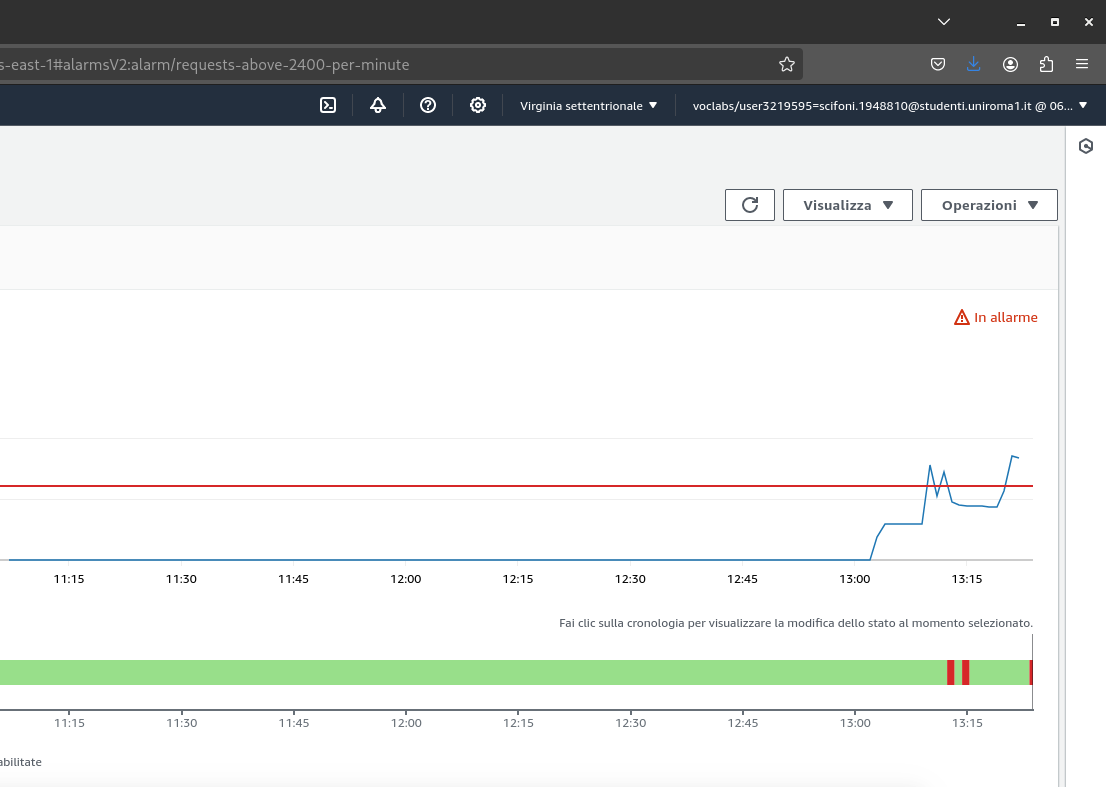 s-east-1#alarmsV2:alarm/requests-above-2400-per-minute
Virginia settentrionale voclabs/user3219595=scifoni.1948810@studenti.uniroma1.it @ 06...
Visualizza Operazioni
In allarme
11:15 11:30 11:45 12:00 12:15 12:30 12:45 13:00 13:15
Fai clic sulla cronologia per visualizzare la modifica dello stato al momento selezionato.
11:15 11:30 11:45 12:00 12:15 12:30 12:45 13:00 13:15
abilitate